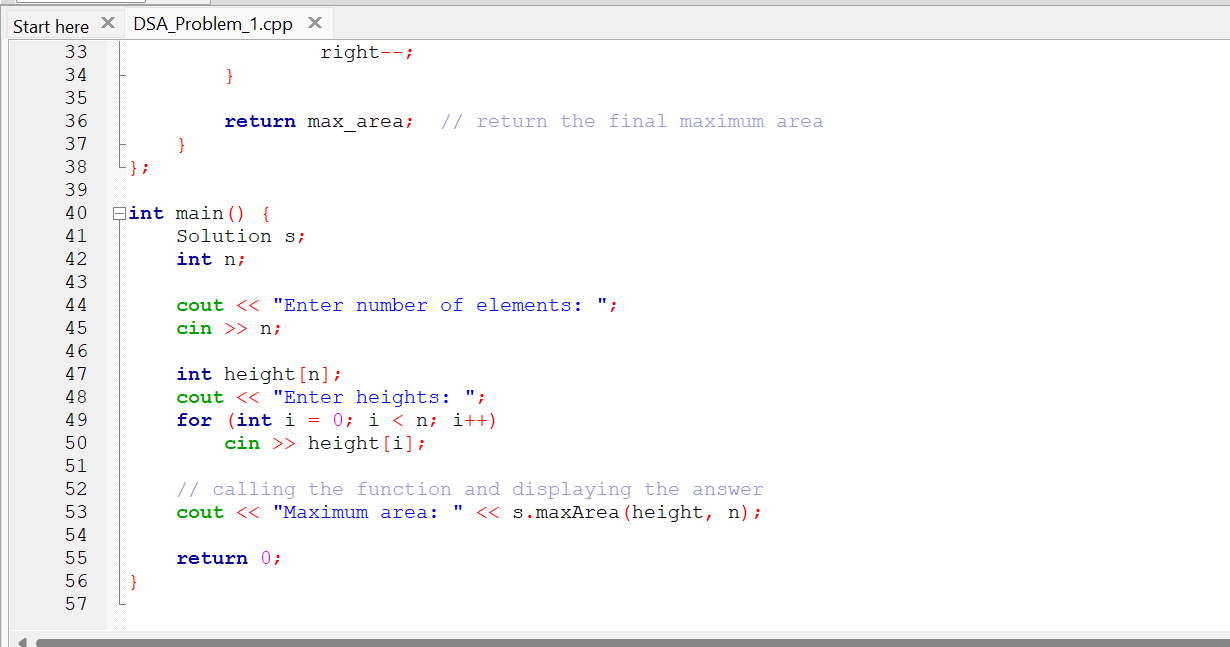 Start here × DSA_Problem_1.cpp ×
33                 right--;
34         }
35
36         return max_area;  // return the final maximum area
37     }
38 };
39
40 int main() {
41     Solution s;
42     int n;
43
44     cout << "Enter number of elements: ";
45     cin >> n;
46
47     int height[n];
48     cout << "Enter heights: ";
49     for (int i = 0; i < n; i++)
50         cin >> height[i];
51
52     // calling the function and displaying the answer
53     cout << "Maximum area: " << s.maxArea(height, n);
54
55     return 0;
56 }
57